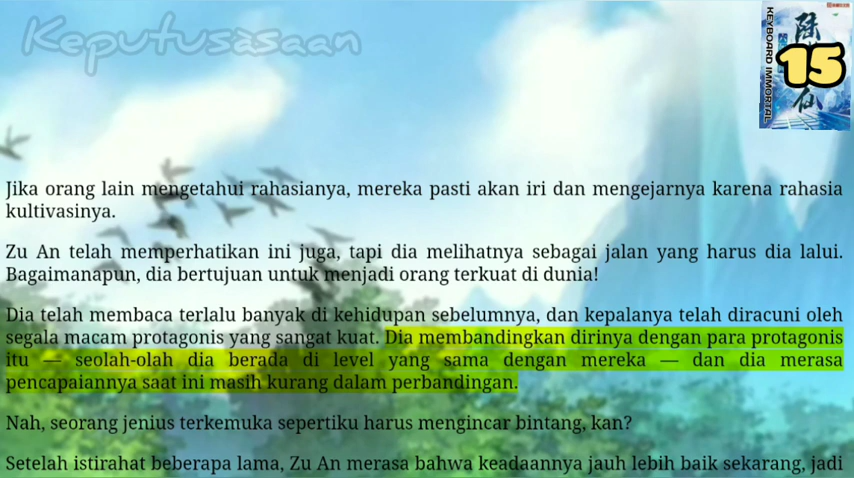 Keputusasaan
陆
仙
KEYBOARD IMMORTAL
15
Jika orang lain mengetahui rahasianya, mereka pasti akan iri dan mengejarnya karena rahasia
kultivasinya.
Zu An telah memperhatikan ini juga, tapi dia melihatnya sebagai jalan yang harus dia lalui.
Bagaimanapun, dia bertujuan untuk menjadi orang terkuat di dunia!
Dia telah membaca terlalu banyak di kehidupan sebelumnya, dan kepalanya telah diracuni oleh
segala macam protagonis yang sangat kuat. Dia membandingkan dirinya dengan para protagonis
itu — seolah-olah dia berada di level yang sama dengan mereka — dan dia merasa
pencapaiannya saat ini masih kurang dalam perbandingan.
Nah, seorang jenius terkemuka sepertiku harus mengincar bintang, kan?
Setelah istirahat beberapa lama, Zu An merasa bahwa keadaannya jauh lebih baik sekarang, jadi